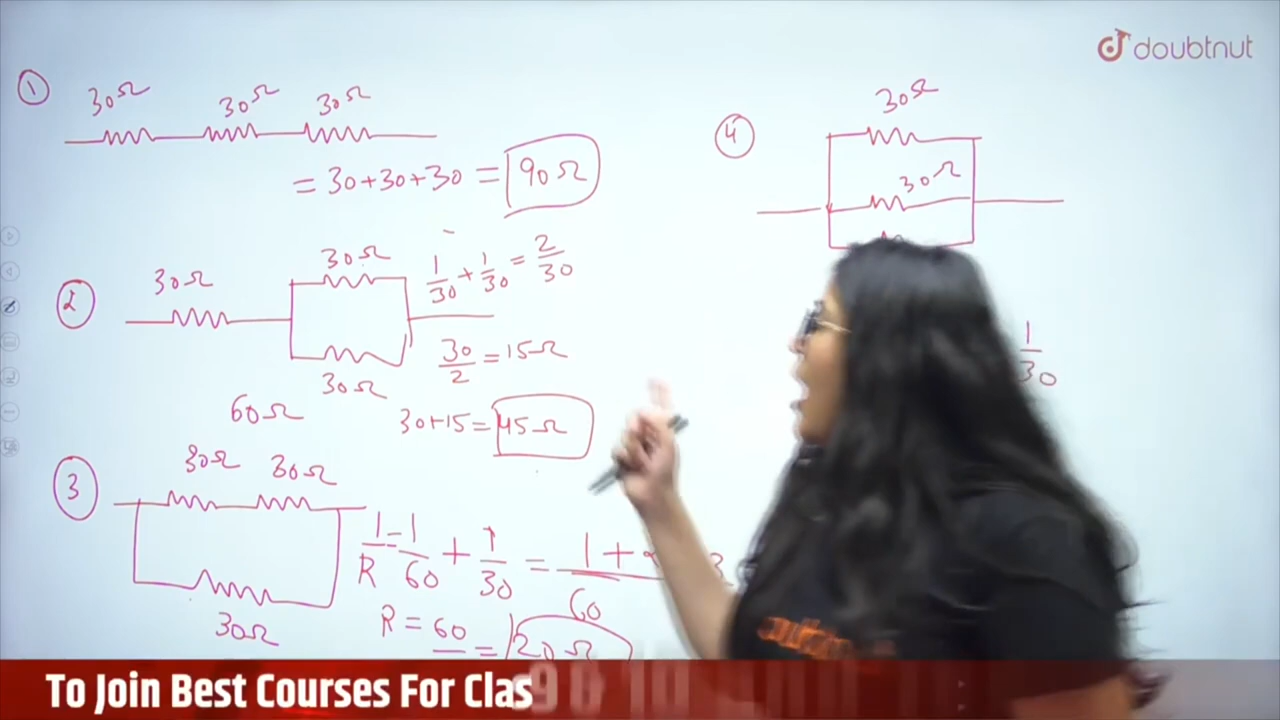 doubtnut
① 30Ω 30Ω 30Ω
= 30+30+30 = 90Ω
② 30Ω 30Ω 30Ω
1/30 + 1/30 = 2/30
30/2 = 15Ω
30+15 = 45Ω
60Ω
③ 30Ω 30Ω 30Ω
1/R = 1/60 + 1/30 = 1+ /60
R = 60 = 20Ω
④ 30Ω
30Ω
1/30
To Join Best Courses For Clas